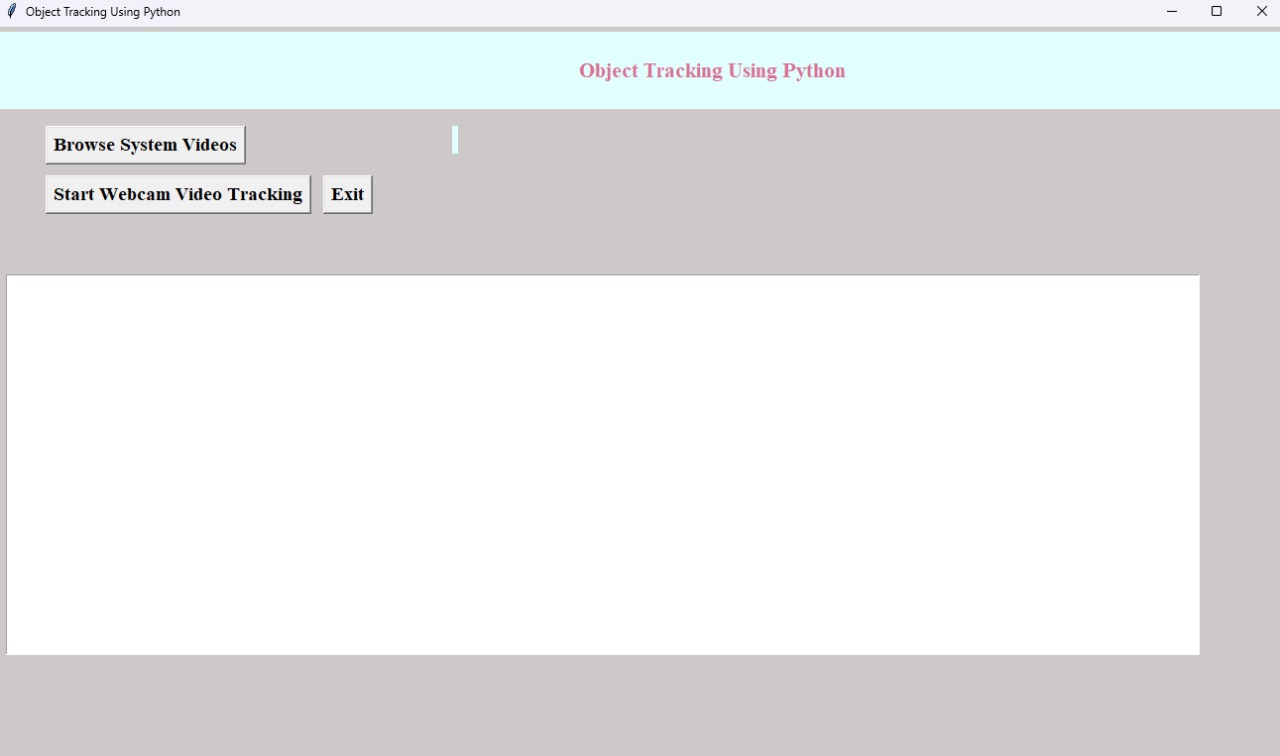 Object Tracking Using Python
Object Tracking Using Python
Browse System Videos
Start Webcam Video Tracking
Exit